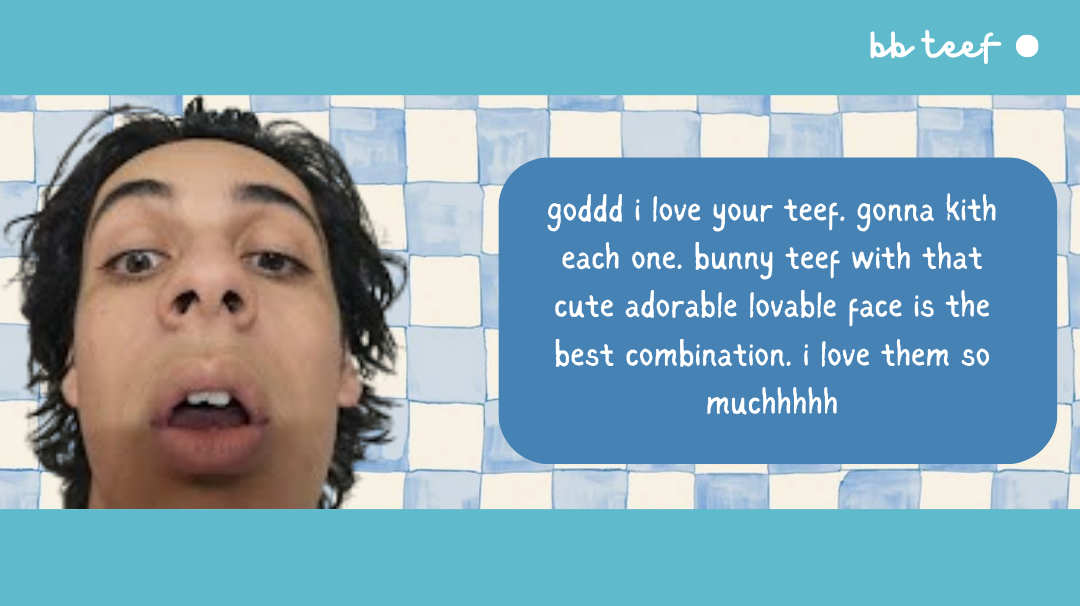 bb teef
goddd i love your teef. gonna kith
each one. bunny teef with that
cute adorable lovable face is the
best combination. i love them so
muchhhhh